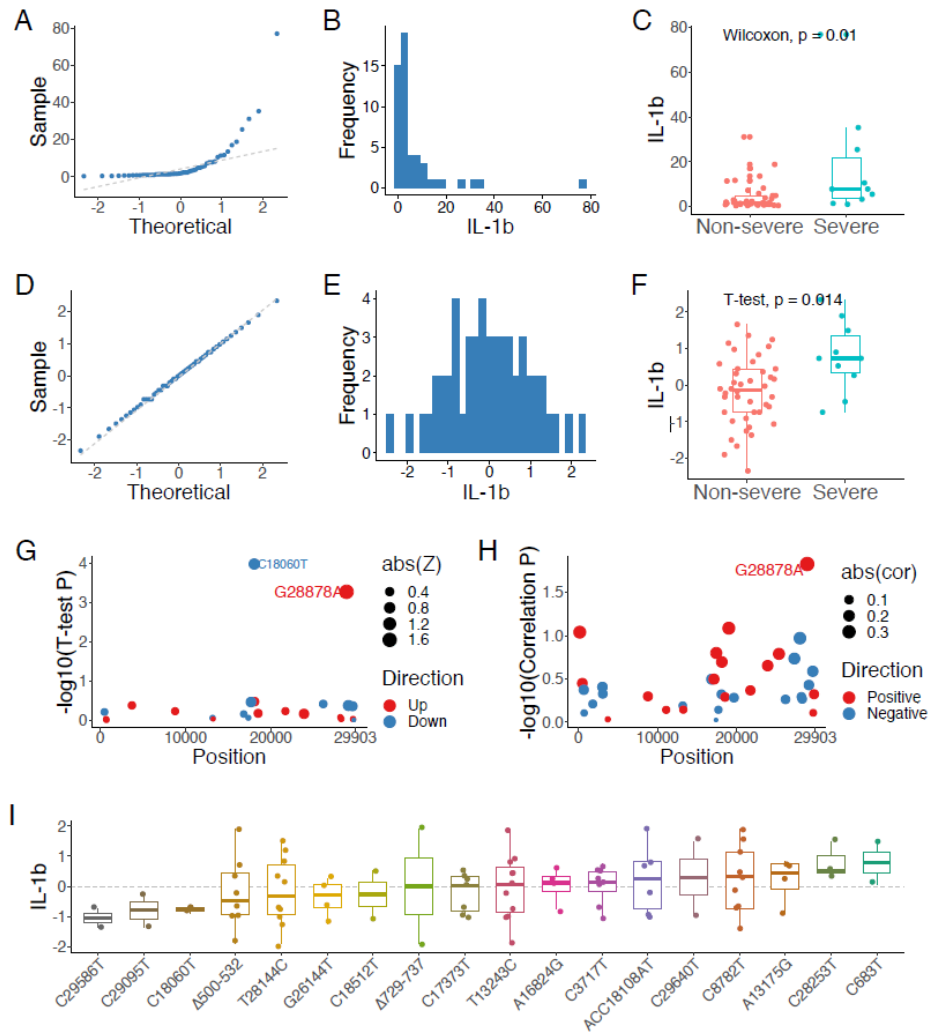 A
Sample
80
60
40
20
0
-2 -1 0 1 2
Theoretical
B
Frequency
15
10
5
0
0 20 40 60 80
IL-1b
C
Wilcoxon, p = 0.01
IL-1b
80
60
40
20
0
Non-severe Severe
D
Sample
2
1
0
-1
-2
-2 -1 0 1 2
Theoretical
E
Frequency
4
3
2
1
0
-2 -1 0 1 2
IL-1b
F
T-test, p = 0.014
IL-1b
2
1
0
-1
-2
Non-severe Severe
G
-log10(T-test P)
4
3
2
1
0
C18060T
G28878A
0 10000 20000 29903
Position
abs(Z)
0.4
0.8
1.2
1.6
Direction
Up
Down
H
-log10(Correlation P)
1.5
1.0
0.5
0.0
G28878A
0 10000 20000 29903
Position
abs(cor)
0.1
0.2
0.3
Direction
Positive
Negative
I
IL-1b
2
1
0
-1
-2
C29586T
C29095T
C18060T
Δ500-532
T28144C
G26144T
C18512T
Δ729-737
C17373T
T13243C
A16824G
C3717T
ACC18108AT
C29640T
C8782T
A13175G
C28253T
C683T